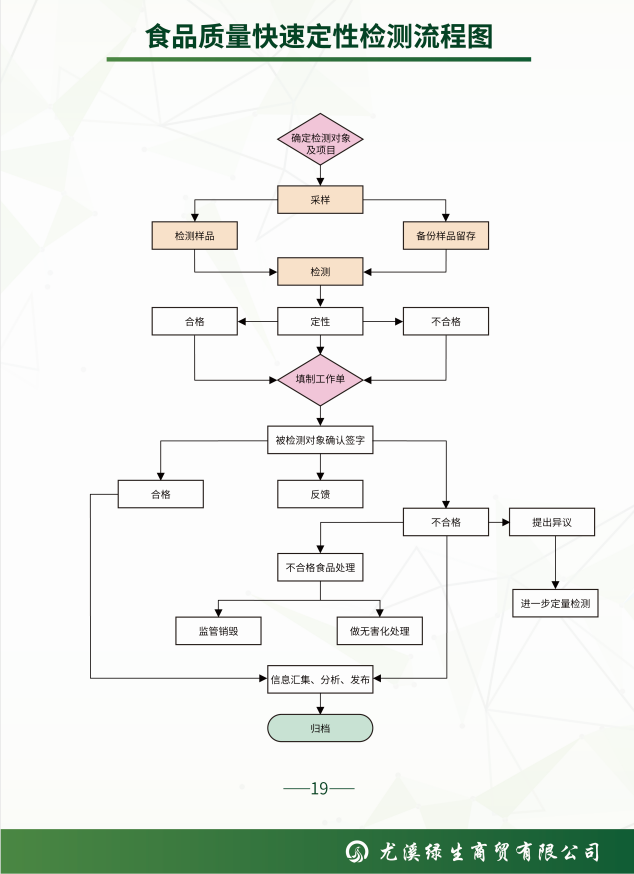 食品质量快速定性检测流程图
确定检测对象
及项目
采样
检测样品
备份样品留存
检测
合格
定性
不合格
填制工作单
被检测对象确认签字
合格
反馈
不合格
提出异议
不合格食品处理
进一步定量检测
监管销毁
做无害化处理
信息汇集、分析、发布
归档
19
尤溪绿生商贸有限公司